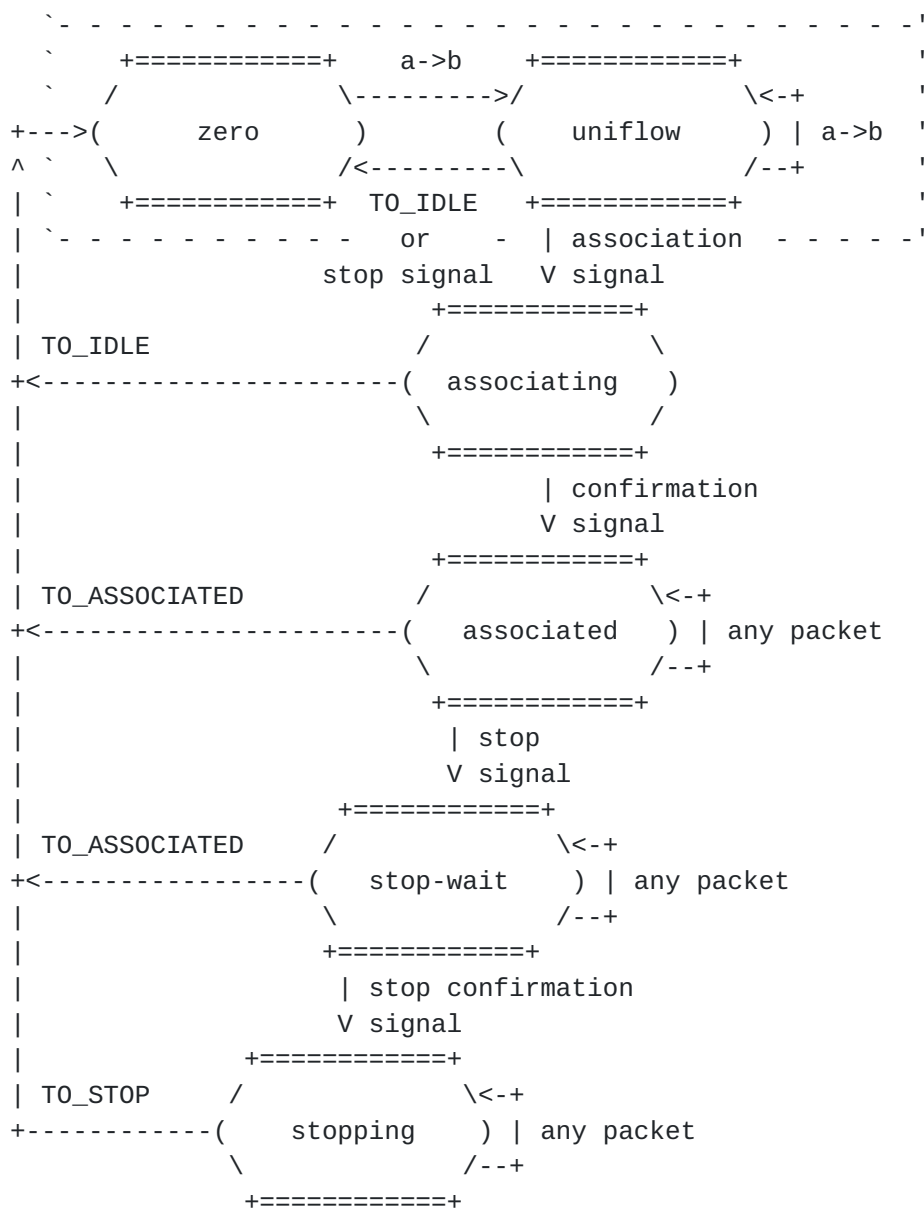 `- - - - - - - - - - - - - - - - - - - - - - - - - - - -'
`    +============+    a->b    +============+           '
`   /              \--------->/              \<-+       '
+--->(      zero      )        (    uniflow     ) | a->b  '
^ `   \              /<---------\              /--+       '
| `    +============+  TO_IDLE   +============+           '
| `- - - - - - - - - -   or    -  | association  - - - - -'
|                   stop signal   V signal
|                          +============+
| TO_IDLE                 /              \
+<-----------------------(  associating   )
|                         \              /
|                          +============+
|                                 | confirmation
|                                 V signal
|                          +============+
| TO_ASSOCIATED           /              \<-+
+<-----------------------(   associated   ) | any packet
|                         \              /--+
|                          +============+
|                           | stop
|                           V signal
|                    +============+
| TO_ASSOCIATED     /              \<-+
+<-----------------(   stop-wait    ) | any packet
|                   \              /--+
|                   +============+
|                    | stop confirmation
|                    V signal
|              +============+
| TO_STOP     /              \<-+
+------------(    stopping    ) | any packet
              \              /--+
               +============+